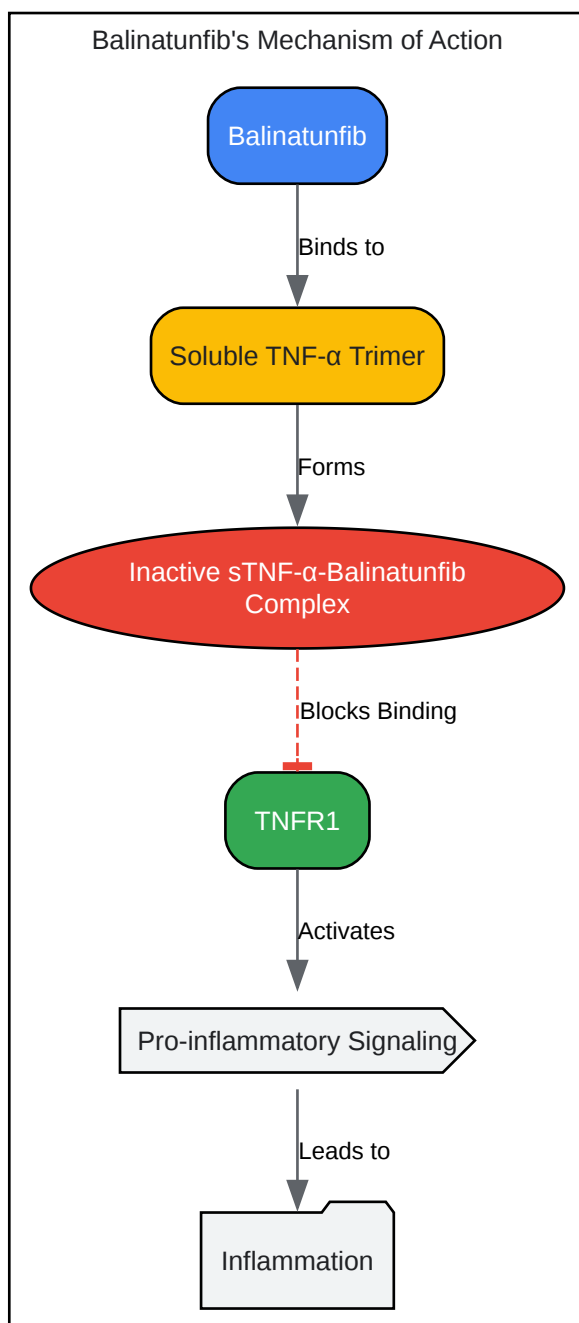 Balinatunfib's Mechanism of Action
Balinatunfib
Binds to
Soluble TNF-α Trimer
Forms
Inactive sTNF-α-Balinatunfib
Complex
Blocks Binding
TNFR1
Activates
Pro-inflammatory Signaling
Leads to
Inflammation